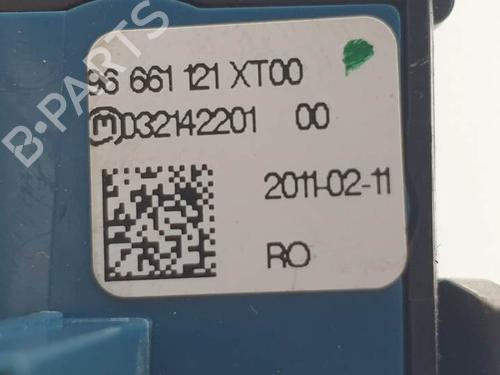 B-PARTS
96 661 121 XT00
M 032142201 00
2011-02-11
RO